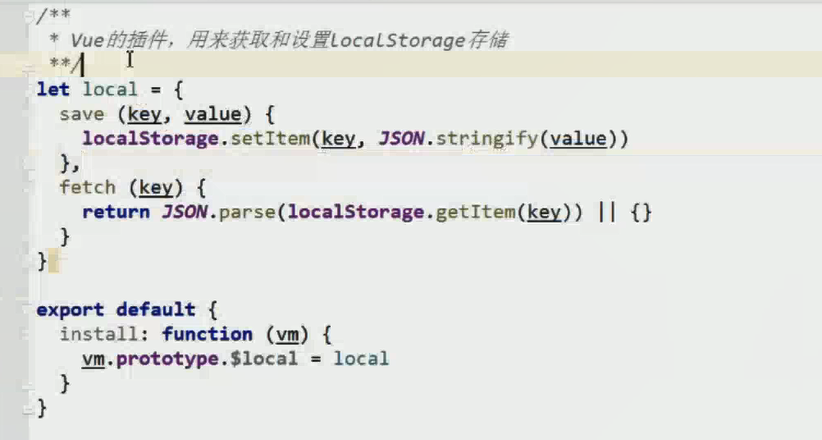 /**
 * Vue的插件，用来获取和设置LocalStorage存储
 **/
let local = {
  save (key, value) {
    localStorage.setItem(key, JSON.stringify(value))
  },
  fetch (key) {
    return JSON.parse(localStorage.getItem(key)) || {}
  }
}

export default {
  install: function (vm) {
    vm.prototype.$local = local
  }
}